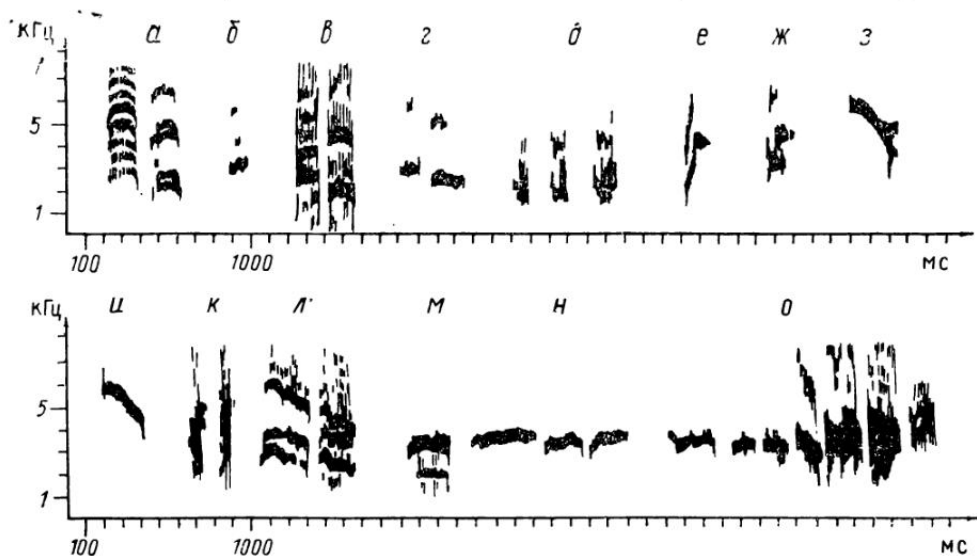 кГц а б в г д е ж з
5
1
100 1000 мс
кГц и к л м н о
5
1
100 1000 мс